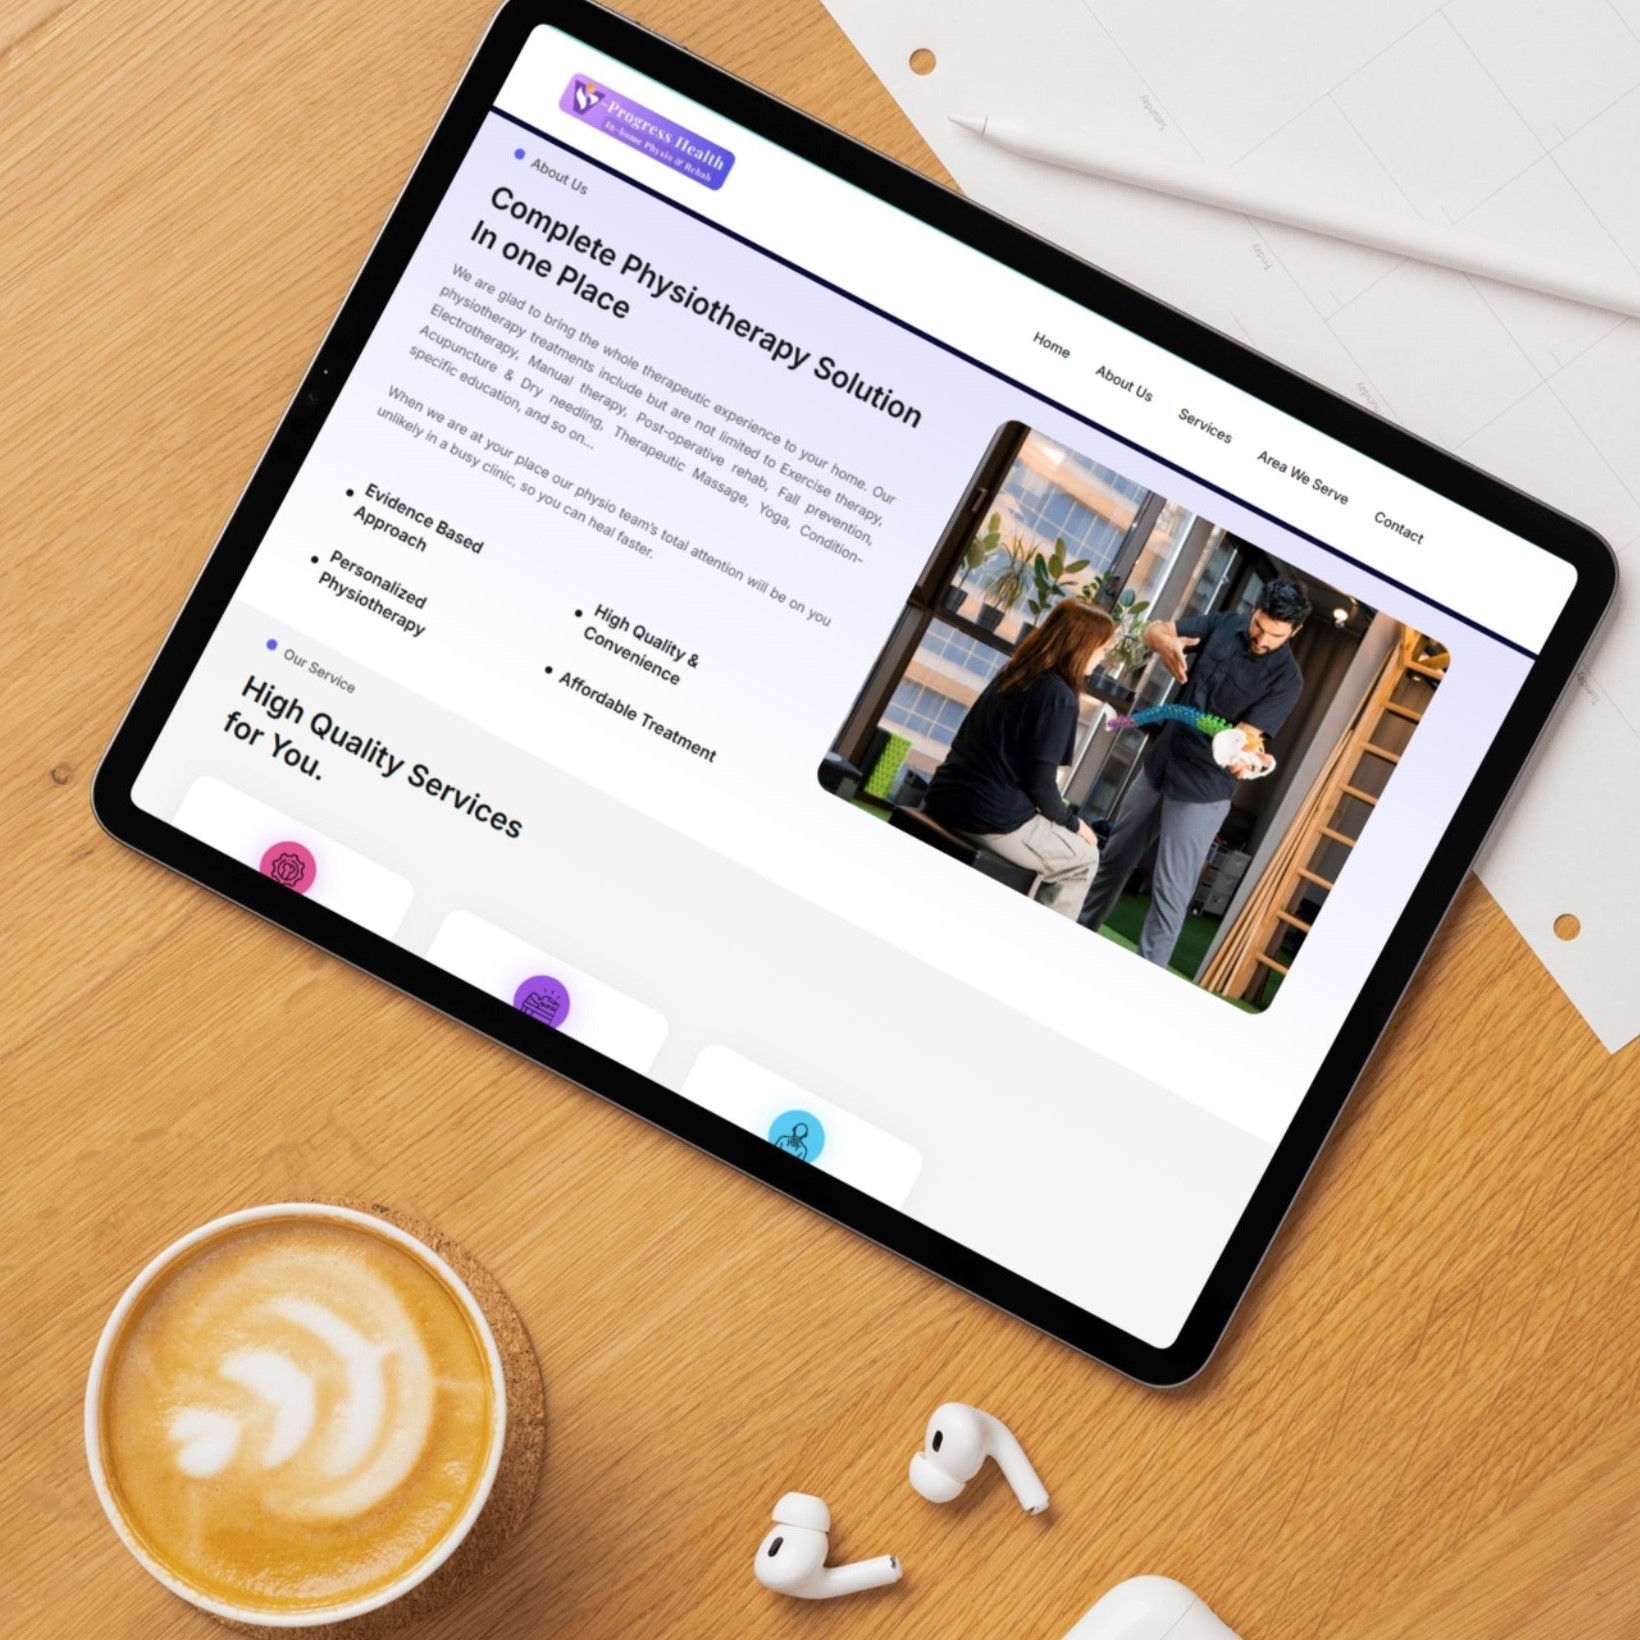 V-Progress Health
In-home Physio & Rehab
Home
About Us
Services
Area We Serve
Contact
About Us
Complete Physiotherapy Solution
In one Place
We are glad to bring the whole therapeutic experience to your home. Our
physiotherapy treatments include but are not limited to Exercise therapy,
Electrotherapy, Manual therapy, Post-operative rehab, Fall prevention,
Acupuncture & Dry needling, Therapeutic Massage, Yoga, Condition-
specific education, and so on...
When we are at your place our physio team's total attention will be on you
unlikely in a busy clinic, so you can heal faster.
Evidence Based
Approach
High Quality &
Convenience
Personalized
Physiotherapy
Affordable Treatment
Our Service
High Quality Services
for You.
Saturday
Friday
Thursday
Tuesday